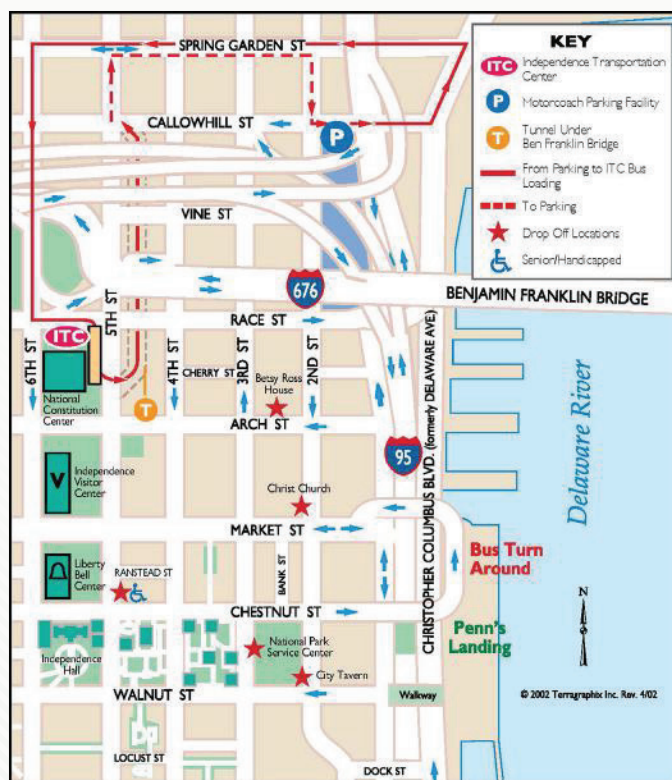 SPRING GARDEN ST
CALLOWHILL ST
P
VINE ST
676
BENJAMIN FRANKLIN BRIDGE
RACE ST
ITC
6TH ST
5TH ST
4TH ST
3RD ST
2ND ST
CHERRY ST
National
Constitution
Center
T
Betsy Ross
House
ARCH ST
95
CHRISTOPHER COLUMBUS BLVD. (formerly DELAWARE AVE.)
Delaware River
V
Independence
Visitor
Center
Christ Church
MARKET ST
Bus Turn
Around
Liberty
Bell
Center
RANSTEAD ST
BANK ST
CHESTNUT ST
Penn's
Landing
N
Independence
Hall
National Park
Service Center
City Tavern
WALNUT ST
Walkway
© 2002 Terragraphix Inc. Rev. 4/02
LOCUST ST
DOCK ST
KEY
ITC
Independence Transportation
Center
P
Motorcoach Parking Facility
T
Tunnel Under
Ben Franklin Bridge
From Parking to ITC Bus
Loading
To Parking
Drop Off Locations
Senior/Handicapped